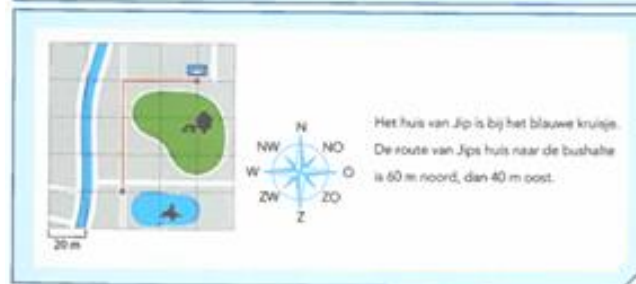 20 m
N
NW
NO
W
O
ZW
ZO
Z
Het huis van Jip is bij het blauwe kruisje.
De route van Jips huis naar de bushalte
is 60 m noord, dan 40 m oost.